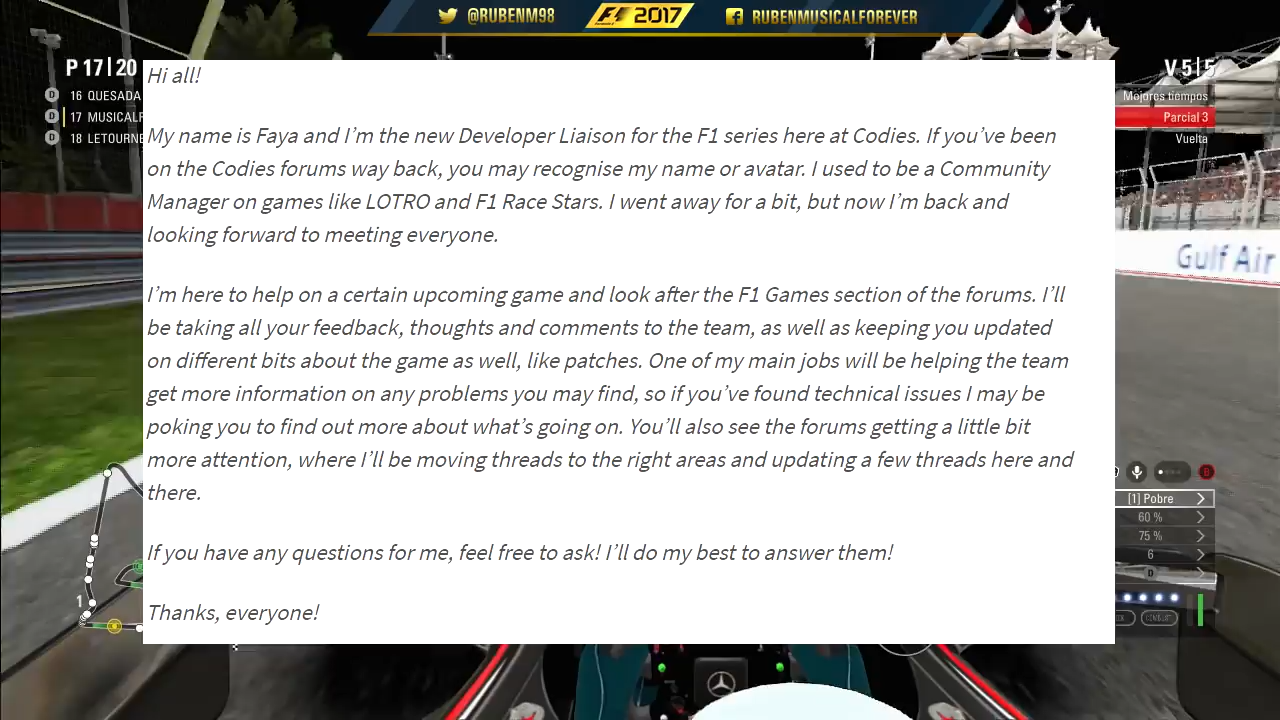 @RUBENM98
F1 2017
RUBENMUSICALFOREVER
P 17|20
D 16 QUESADA
D 17 MUSICALF
D 18 LETOURNE
V 5|5
Mejores tiempos
Parcial 3
Vuelta
Hi all!
My name is Faya and I’m the new Developer Liaison for the F1 series here at Codies. If you’ve been
on the Codies forums way back, you may recognise my name or avatar. I used to be a Community
Manager on games like LOTRO and F1 Race Stars. I went away for a bit, but now I’m back and
looking forward to meeting everyone.
I’m here to help on a certain upcoming game and look after the F1 Games section of the forums. I’ll
be taking all your feedback, thoughts and comments to the team, as well as keeping you updated
on different bits about the game as well, like patches. One of my main jobs will be helping the team
get more information on any problems you may find, so if you’ve found technical issues I may be
poking you to find out more about what’s going on. You’ll also see the forums getting a little bit
more attention, where I’ll be moving threads to the right areas and updating a few threads here and
there.
If you have any questions for me, feel free to ask! I’ll do my best to answer them!
Thanks, everyone!
Gulf Air
B
[1] Pobre
60 %
75 %
6
D
1